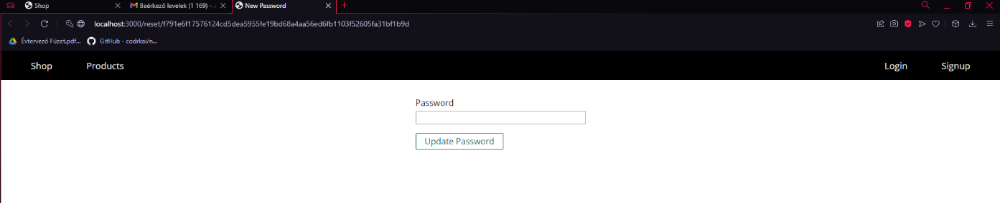 Shop
Beérkező levelek (1 169) -
New Password
localhost:3000/reset/f791e6f17576124cd5dea5955fe19bd68a4aa56ed6fb1103f52605fa31bf1b9d
Évtervező Füzet.pdf...
GitHub - codrkai/n...
Shop Products Login Signup
Password
Update Password